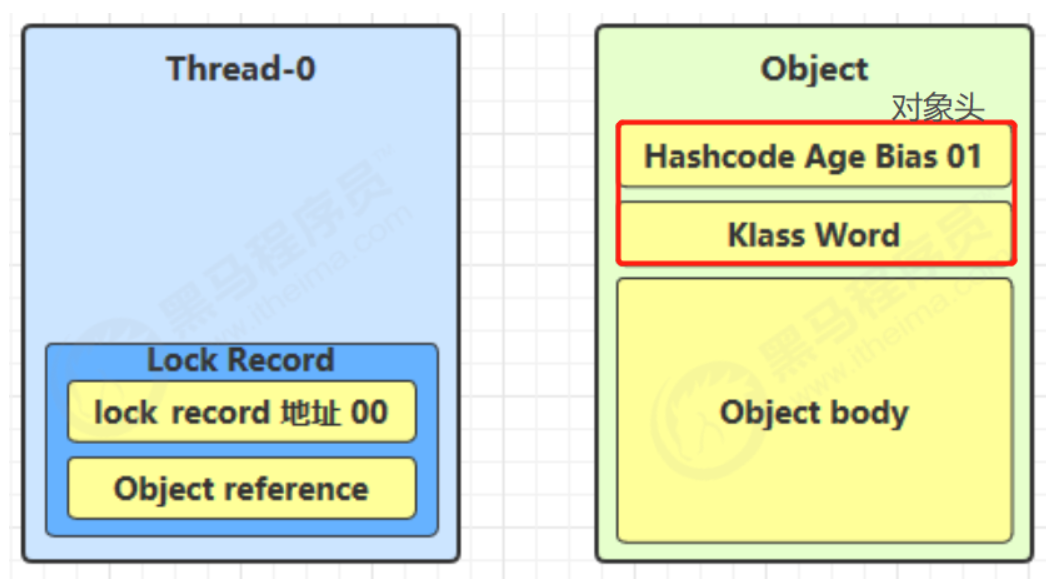 Thread-0
Lock Record
lock record 地址 00
Object reference
Object
对象头
Hashcode Age Bias 01
Klass Word
Object body
黑马程序员
www.itheima.com
黑马程序员
www.itheima.com